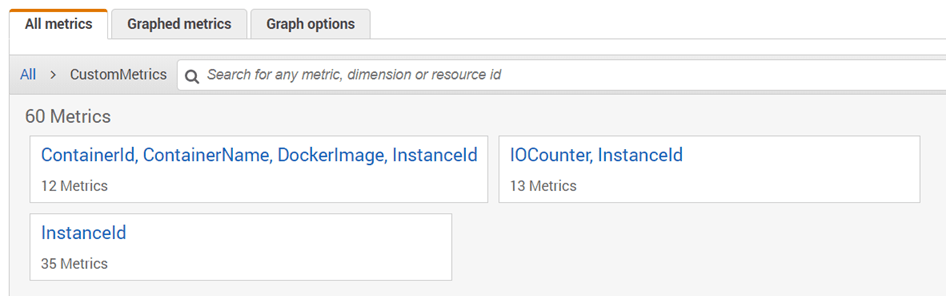 All metrics
Graphed metrics
Graph options
All > CustomMetrics
Search for any metric, dimension or resource id
60 Metrics
ContainerId, ContainerName, DockerImage, InstanceId
12 Metrics
IOCounter, InstanceId
13 Metrics
InstanceId
35 Metrics